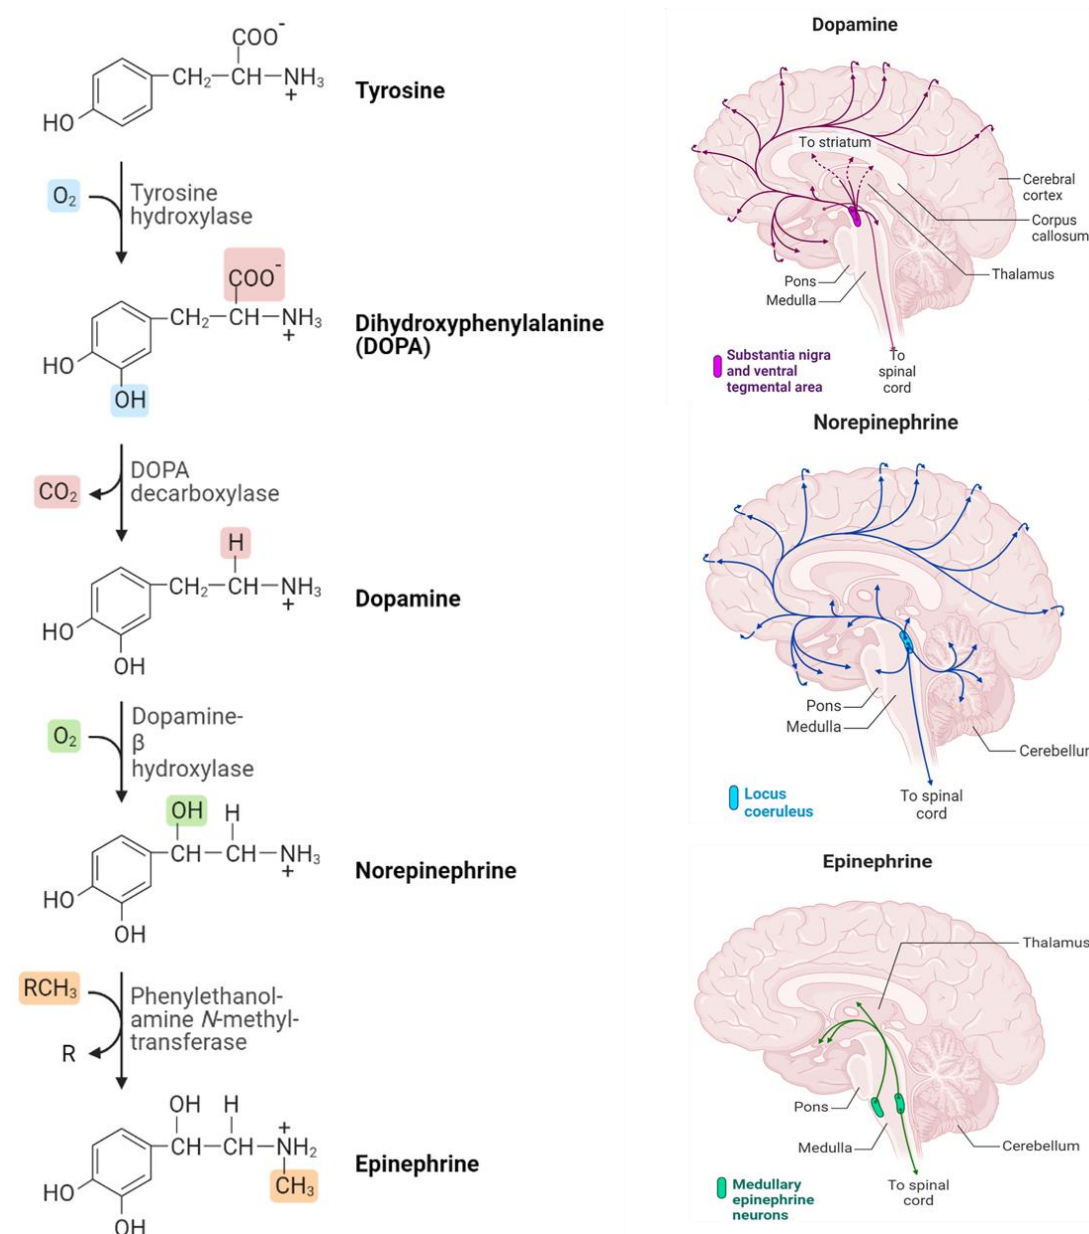 COO-
CH2-CH-NH3
+
HO
Tyrosine
O2
Tyrosine
hydroxylase
COO-
CH2-CH-NH3
+
HO
OH
Dihydroxyphenylalanine
(DOPA)
CO2
DOPA
decarboxylase
H
CH2-CH-NH3
+
HO
OH
Dopamine
O2
Dopamine-
β
hydroxylase
OH H
CH-CH-NH3
+
HO
OH
Norepinephrine
RCH3
R
Phenylethanol-
amine N-methyl-
transferase
OH H
+
CH-CH-NH2
CH3
HO
OH
Epinephrine
Dopamine
To striatum
Cerebral
cortex
Corpus
callosum
Thalamus
Pons
Medulla
Substantia nigra
and ventral
tegmental area
To
spinal
cord
Norepinephrine
Pons
Medulla
Cerebellur
To spinal
cord
Locus
coeruleus
Epinephrine
Thalamus
Pons
Medulla
Cerebellum
To spinal
cord
Medullary
epinephrine
neurons